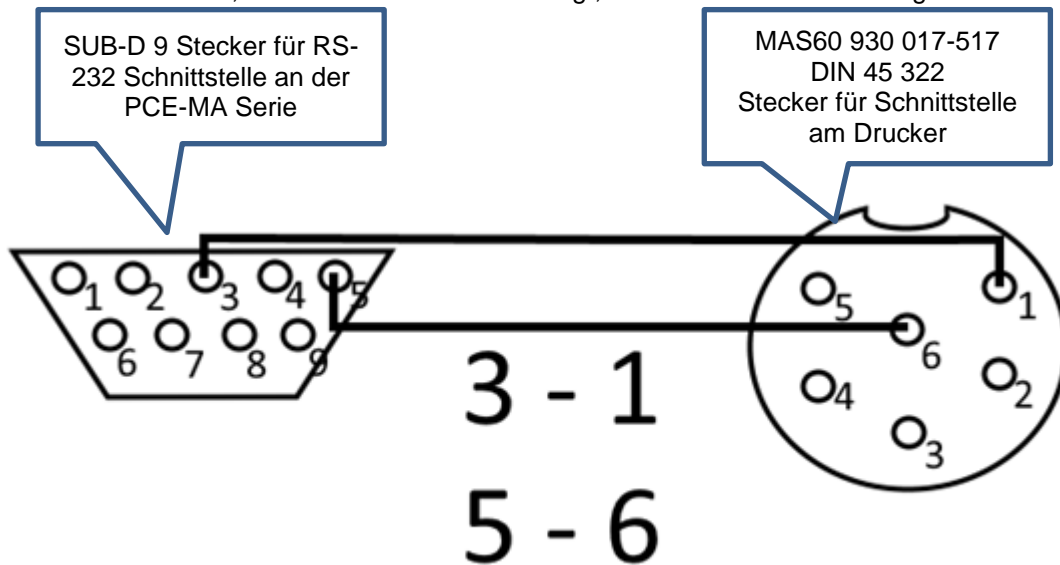 SUB-D 9 Stecker für RS-
232 Schnittstelle an der
PCE-MA Serie
MAS60 930 017-517
DIN 45 322
Stecker für Schnittstelle
am Drucker
1 2 3 4 5
6 7 8 9
5 1
6
4 2
3
3 - 1
5 - 6